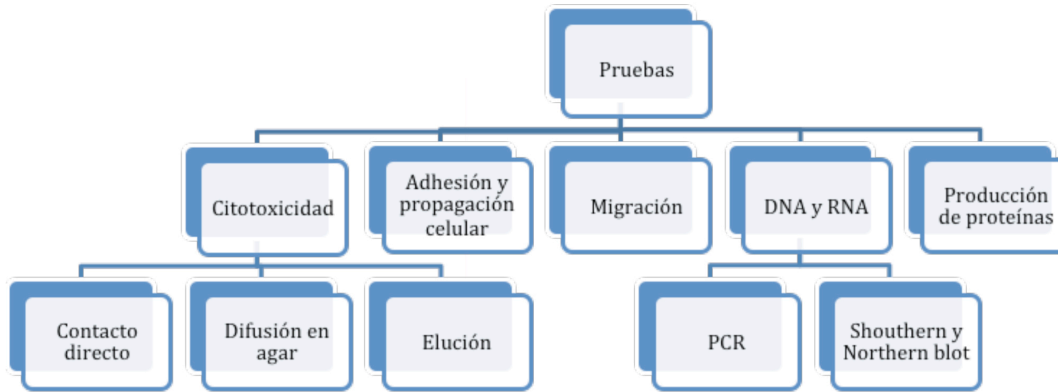 Pruebas
Citotoxicidad
Adhesión y
propagación
celular
Migración
DNA y RNA
Producción
de proteínas
Contacto
directo
Difusión en
agar
Elución
PCR
Shouthern y
Northern blot